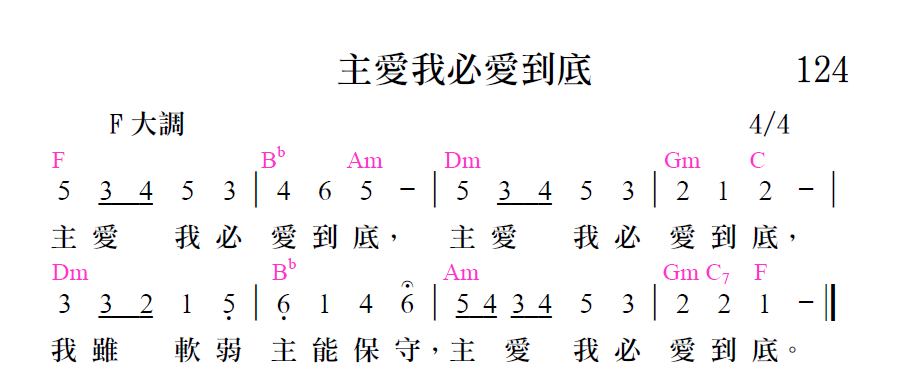 主愛我必愛到底 124
F 大調 4/4
F B♭ Am Dm Gm C
5 3 4 5 3 | 4 6 5 – | 5 3 4 5 3 | 2 1 2 – |
主愛 我必 愛到底， 主愛 我必 愛到底，
Dm B♭ Am Gm C7 F
3 3 2 1 5̣ | 6̣ 1 4 6 | 5 4 3 4 5 3 | 2 2 1 – ‖
我雖 軟弱 主能保守，主 愛 我必 愛到底。